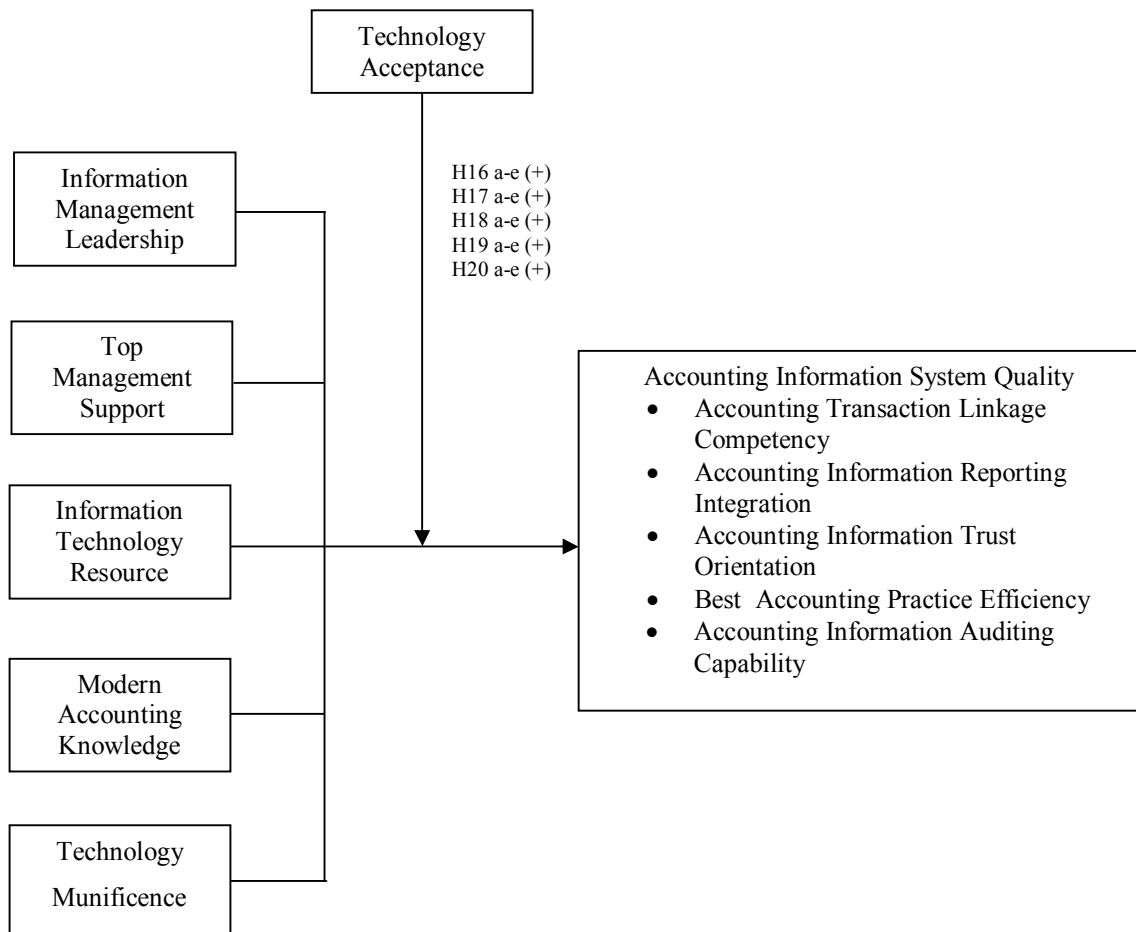 Technology
Acceptance
H16 a-e (+)
H17 a-e (+)
H18 a-e (+)
H19 a-e (+)
H20 a-e (+)
Information
Management
Leadership
Top
Management
Support
Information
Technology
Resource
Modern
Accounting
Knowledge
Technology
Munificence
Accounting Information System Quality
• Accounting Transaction Linkage
Competency
• Accounting Information Reporting
Integration
• Accounting Information Trust
Orientation
• Best Accounting Practice Efficiency
• Accounting Information Auditing
Capability